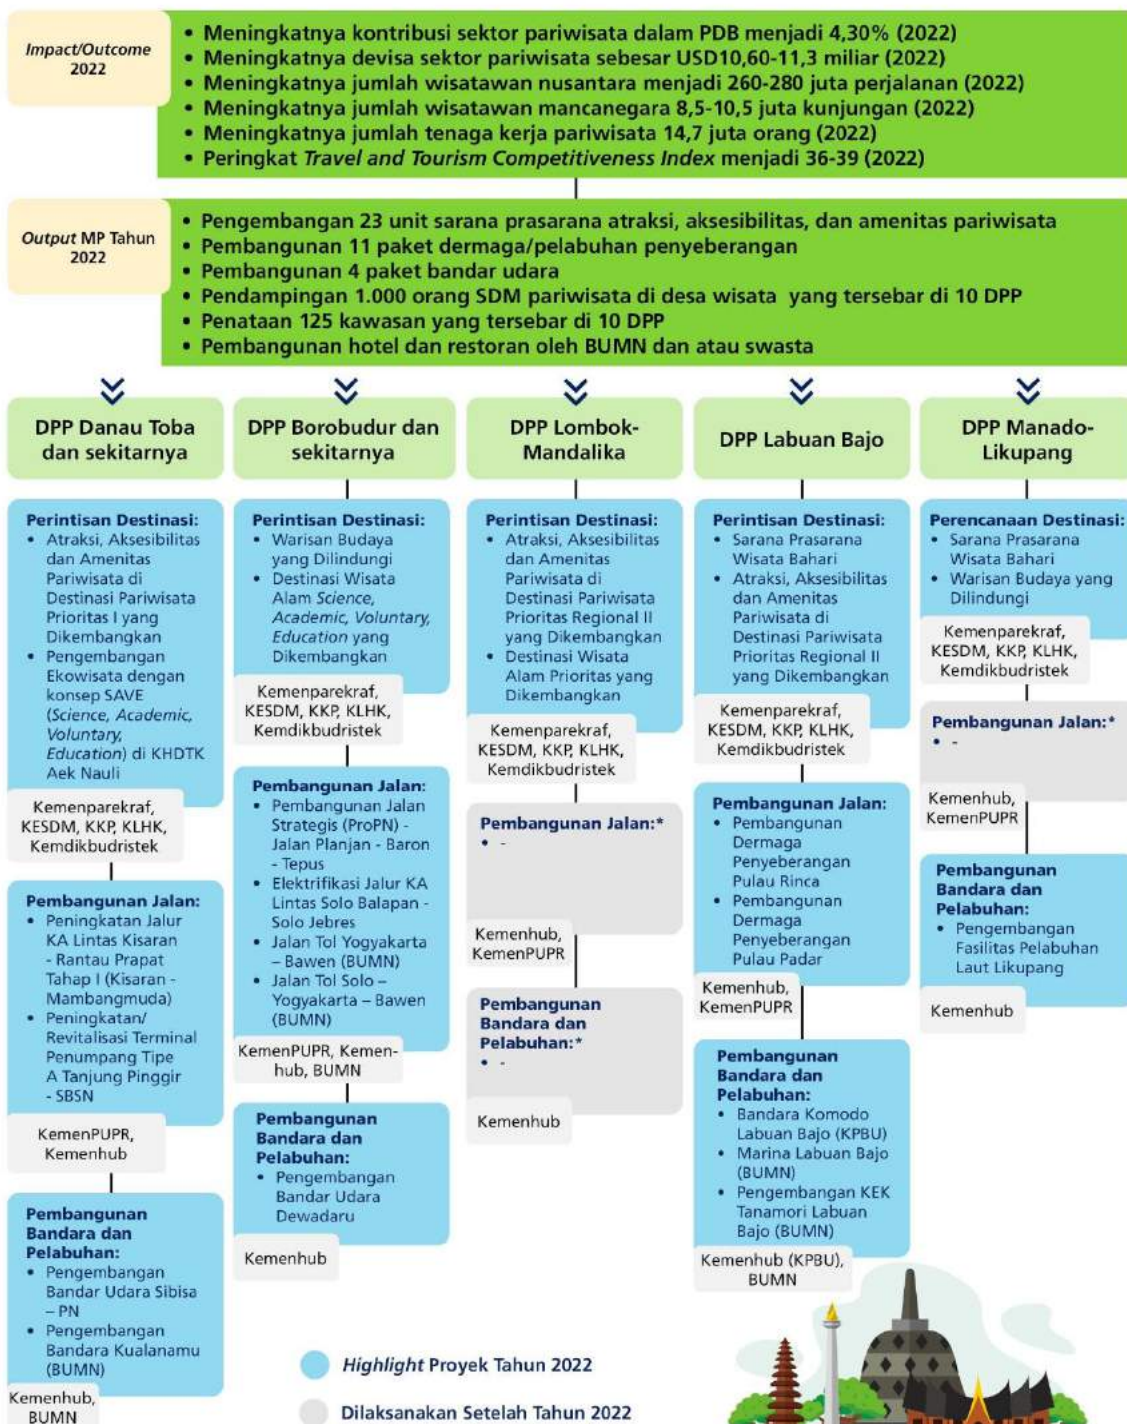 Impact/Outcome
2022
• Meningkatnya kontribusi sektor pariwisata dalam PDB menjadi 4,30% (2022)
• Meningkatnya devisa sektor pariwisata sebesar USD10,60-11,3 miliar (2022)
• Meningkatnya jumlah wisatawan nusantara menjadi 260-280 juta perjalanan (2022)
• Meningkatnya jumlah wisatawan mancanegara 8,5-10,5 juta kunjungan (2022)
• Meningkatnya jumlah tenaga kerja pariwisata 14,7 juta orang (2022)
• Peringkat Travel and Tourism Competitiveness Index menjadi 36-39 (2022)
Output MP Tahun
2022
• Pengembangan 23 unit sarana prasarana atraksi, aksesibilitas, dan amenitas pariwisata
• Pembangunan 11 paket dermaga/pelabuhan penyeberangan
• Pembangunan 4 paket bandar udara
• Pendampingan 1.000 orang SDM pariwisata di desa wisata yang tersebar di 10 DPP
• Penataan 125 kawasan yang tersebar di 10 DPP
• Pembangunan hotel dan restoran oleh BUMN dan atau swasta
DPP Danau Toba
dan sekitarnya
Perintisan Destinasi:
• Atraksi, Aksesibilitas
dan Amenitas
Pariwisata di
Destinasi Pariwisata
Prioritas I yang
Dikembangkan
• Pengembangan
Ekowisata dengan
konsep SAVE
(Science, Academic,
Voluntary,
Education) di KHDTK
Aek Nauli
Kemenparekraf,
KESDM, KKP, KLHK,
Kemdikbudristek
Pembangunan Jalan:
• Peningkatan Jalur
KA Lintas Kisaran
- Rantau Prapat
Tahap I (Kisaran -
Mambangmuda)
• Peningkatan/
Revitalisasi Terminal
Penumpang Tipe
A Tanjung Pinggir
- SBSN
KemenPUPR,
Kemenhub
Pembangunan
Bandara dan
Pelabuhan:
• Pengembangan
Bandar Udara Sibisa
– PN
• Pengembangan
Bandara Kualanamu
(BUMN)
Kemenhub,
BUMN
DPP Borobudur dan
sekitarnya
Perintisan Destinasi:
• Warisan Budaya
yang Dilindungi
• Destinasi Wisata
Alam Science,
Academic, Voluntary,
Education yang
Dikembangkan
Kemenparekraf,
KESDM, KKP, KLHK,
Kemdikbudristek
Pembangunan Jalan:
• Pembangunan Jalan
Strategis (ProPN) -
Jalan Planjan - Baron
- Tepus
• Elektrifikasi Jalur KA
Lintas Solo Balapan -
Solo Jebres
• Jalan Tol Yogyakarta
– Bawen (BUMN)
• Jalan Tol Solo –
Yogyakarta – Bawen
(BUMN)
KemenPUPR, Kemen-
hub, BUMN
Pembangunan
Bandara dan
Pelabuhan:
• Pengembangan
Bandar Udara
Dewadaru
Kemenhub
DPP Lombok-
Mandalika
Perintisan Destinasi:
• Atraksi, Aksesibilitas
dan Amenitas
Pariwisata di
Destinasi Pariwisata
Prioritas Regional II
yang Dikembangkan
• Destinasi Wisata
Alam Prioritas yang
Dikembangkan
Kemenparekraf,
KESDM, KKP, KLHK,
Kemdikbudristek
Pembangunan Jalan:*
• -
Kemenhub,
KemenPUPR
Pembangunan
Bandara dan
Pelabuhan:*
• -
Kemenhub
DPP Labuan Bajo
Perintisan Destinasi:
• Sarana Prasarana
Wisata Bahari
• Atraksi, Aksesibilitas
dan Amenitas
Pariwisata di
Destinasi Pariwisata
Prioritas Regional II
yang Dikembangkan
Kemenparekraf,
KESDM, KKP, KLHK,
Kemdikbudristek
Pembangunan Jalan:
• Pembangunan
Dermaga
Penyeberangan
Pulau Rinca
• Pembangunan
Dermaga
Penyeberangan
Pulau Padar
Kemenhub,
KemenPUPR
Pembangunan
Bandara dan
Pelabuhan:
• Bandara Komodo
Labuan Bajo (KPBU)
• Marina Labuan Bajo
(BUMN)
• Pengembangan KEK
Tanamori Labuan
Bajo (BUMN)
Kemenhub (KPBU),
BUMN
DPP Manado-
Likupang
Perencanaan Destinasi:
• Sarana Prasarana
Wisata Bahari
• Warisan Budaya yang
Dilindungi
Kemenparekraf,
KESDM, KKP, KLHK,
Kemdikbudristek
Pembangunan Jalan:*
• -
Kemenhub,
KemenPUPR
Pembangunan
Bandara dan
Pelabuhan:
• Pengembangan
Fasilitas Pelabuhan
Laut Likupang
Kemenhub
Highlight Proyek Tahun 2022
Dilaksanakan Setelah Tahun 2022